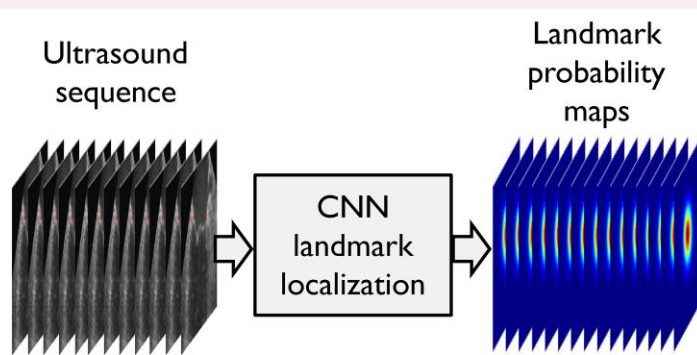 Ultrasound
sequence
CNN
landmark
localization
Landmark
probability
maps